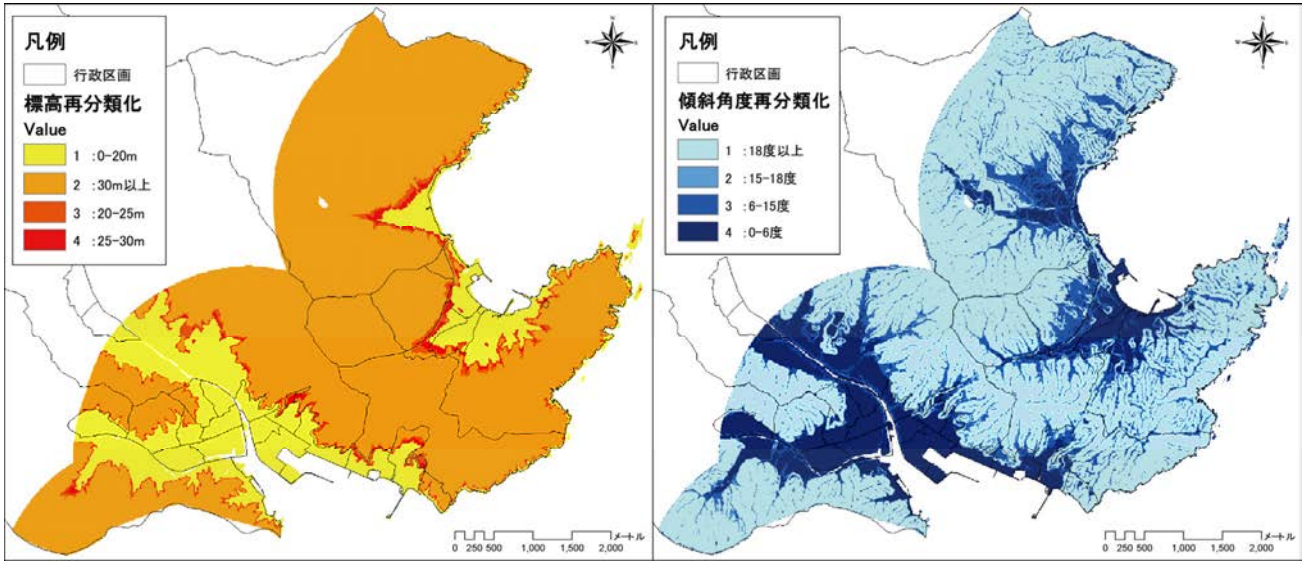 凡例
行政区画
標高再分類化
Value
1 :0-20m
2 :30m以上
3 :20-25m
4 :25-30m
N
W E
S
メートル
0 250 500 1,000 1,500 2,000
凡例
行政区画
傾斜角度再分類化
Value
1 :18度以上
2 :15-18度
3 :6-15度
4 :0-6度
N
W E
S
メートル
0 250 500 1,000 1,500 2,000